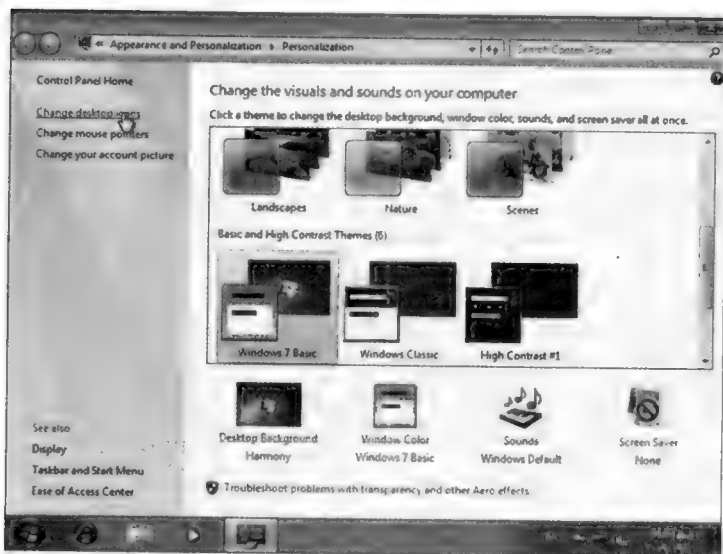 « Appearance and Personalization ▸ Personalization
Search Control Panel
Control Panel Home
Change desktop icons
Change mouse pointers
Change your account picture
See also
Display
Taskbar and Start Menu
Ease of Access Center
Change the visuals and sounds on your computer
Click a theme to change the desktop background, window color, sounds, and screen saver all at once.
Landscapes
Nature
Scenes
Basic and High Contrast Themes (6)
Windows 7 Basic
Windows Classic
High Contrast #1
Desktop Background
Harmony
Window Color
Windows 7 Basic
Sounds
Windows Default
Screen Saver
None
Troubleshoot problems with transparency and other Aero effects